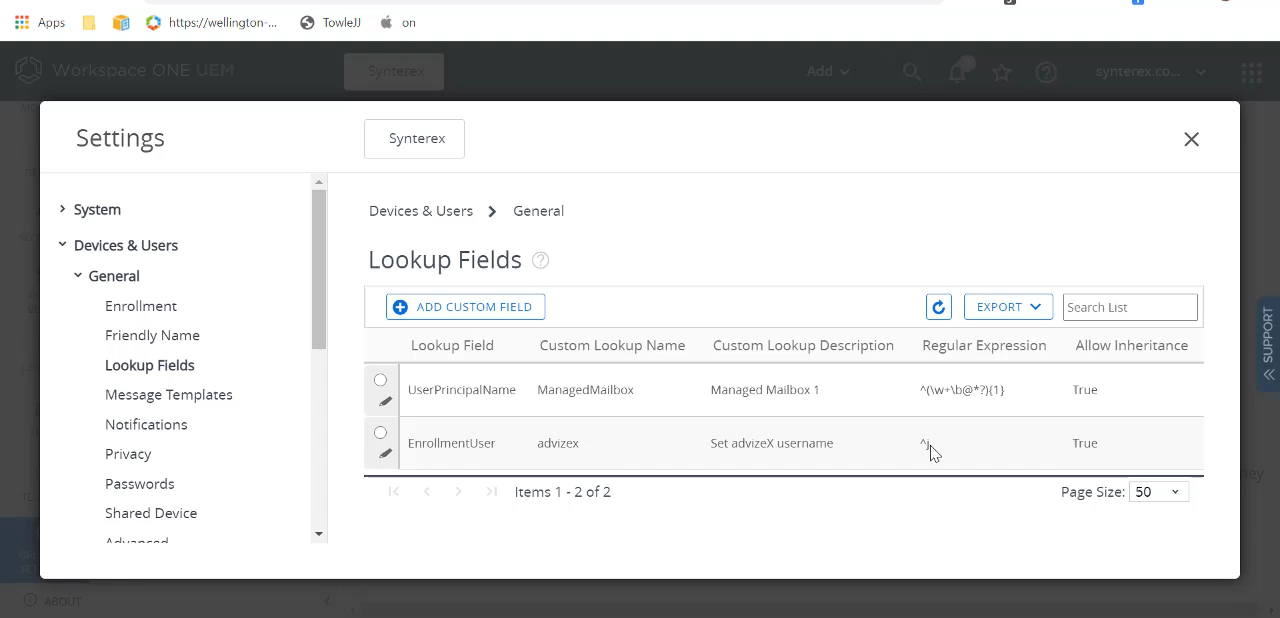 Apps https://wellington-... TowleJJ on
Workspace ONE UEM Synterex Add synterex.co...
Settings Synterex
System
Devices & Users > General
Devices & Users
Lookup Fields
General
Enrollment
ADD CUSTOM FIELD EXPORT Search List
Friendly Name
Lookup Field Custom Lookup Name Custom Lookup Description Regular Expression Allow Inheritance
Lookup Fields
UserPrincipalName ManagedMailbox Managed Mailbox 1 ^(\w+\b@*?){1} True
Message Templates
Notifications
EnrollmentUser advizex Set advizeX username ^j True
Privacy
Passwords
Items 1 - 2 of 2 Page Size: 50
Shared Device
Advanced
SUPPORT
ABOUT